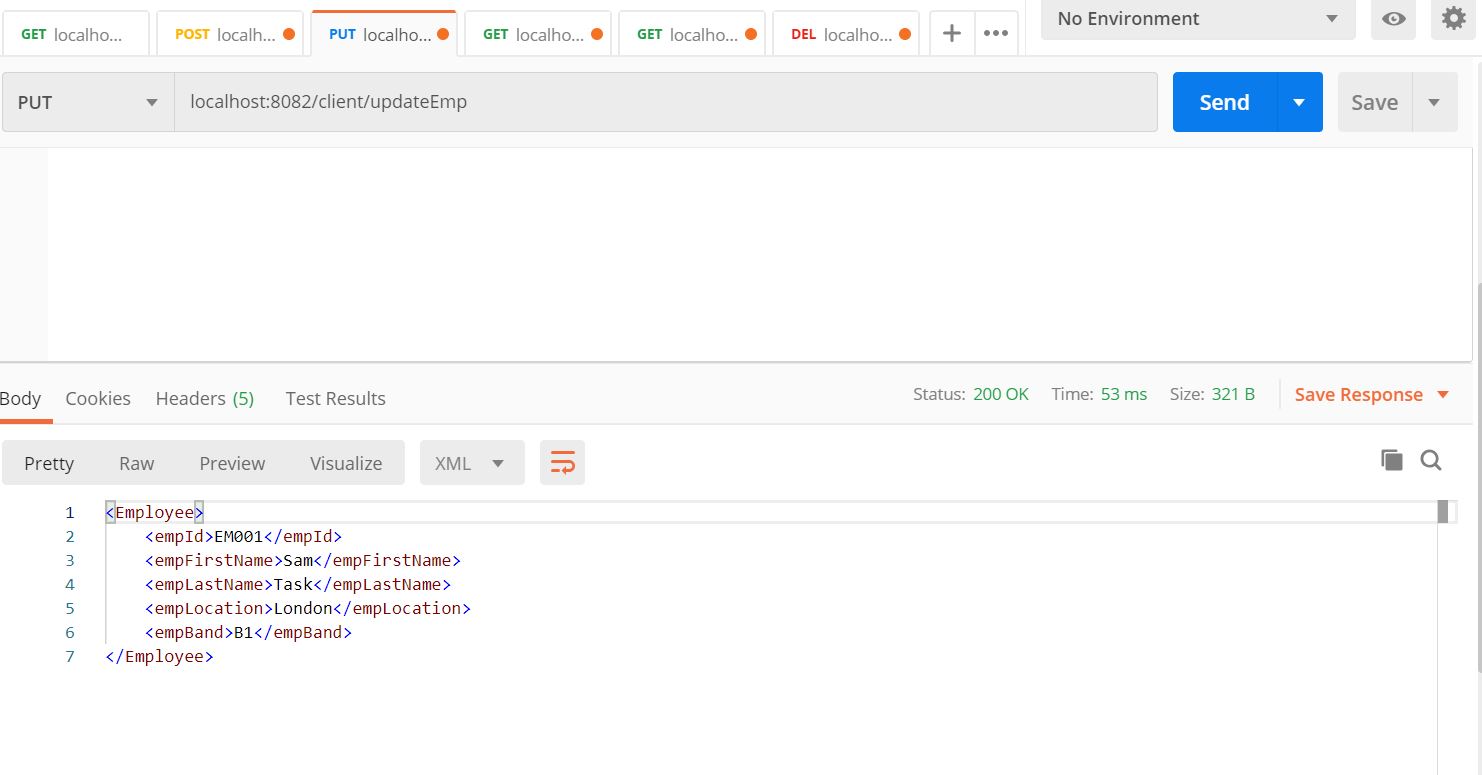 GET localho... POST localh... PUT localho... GET localho... GET localho... DEL localho... No Environment
PUT localhost:8082/client/updateEmp Send Save
Body Cookies Headers (5) Test Results Status: 200 OK Time: 53 ms Size: 321 B Save Response
Pretty Raw Preview Visualize XML
1 <Employee>
2 <empId>EM001</empId>
3 <empFirstName>Sam</empFirstName>
4 <empLastName>Task</empLastName>
5 <empLocation>London</empLocation>
6 <empBand>B1</empBand>
7 </Employee>